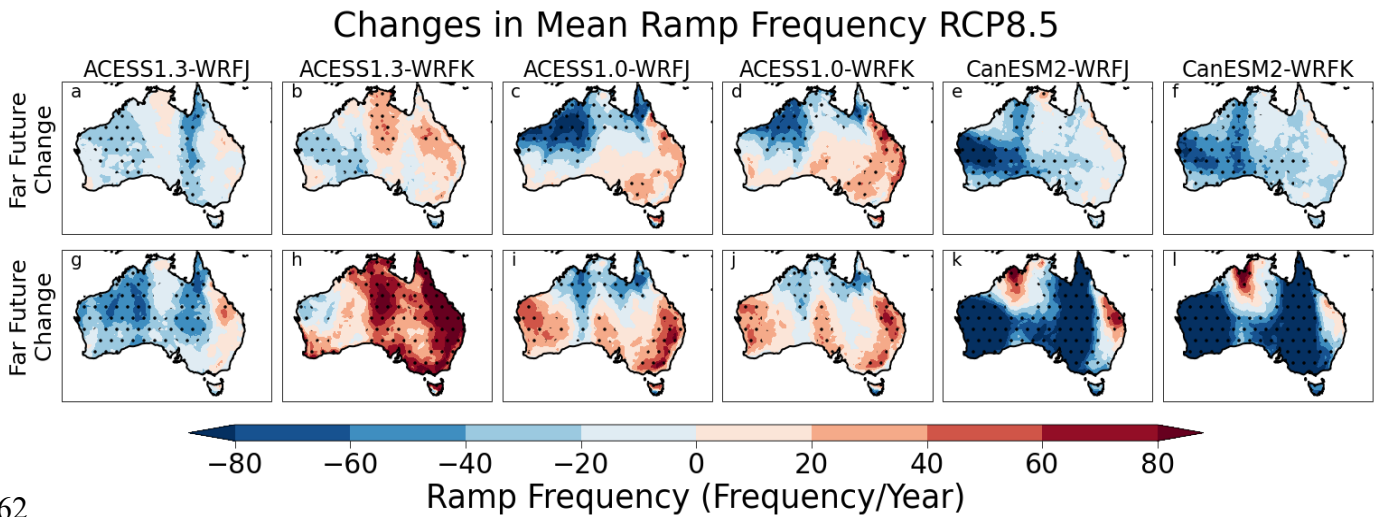 Changes in Mean Ramp Frequency RCP8.5
ACESS1.3-WRFJ ACESS1.3-WRFK ACESS1.0-WRFJ ACESS1.0-WRFK CanESM2-WRFJ CanESM2-WRFK
Far Future
Change
a b c d e f
Far Future
Change
g h i j k l
−80 −60 −40 −20 0 20 40 60 80
Ramp Frequency (Frequency/Year)
62